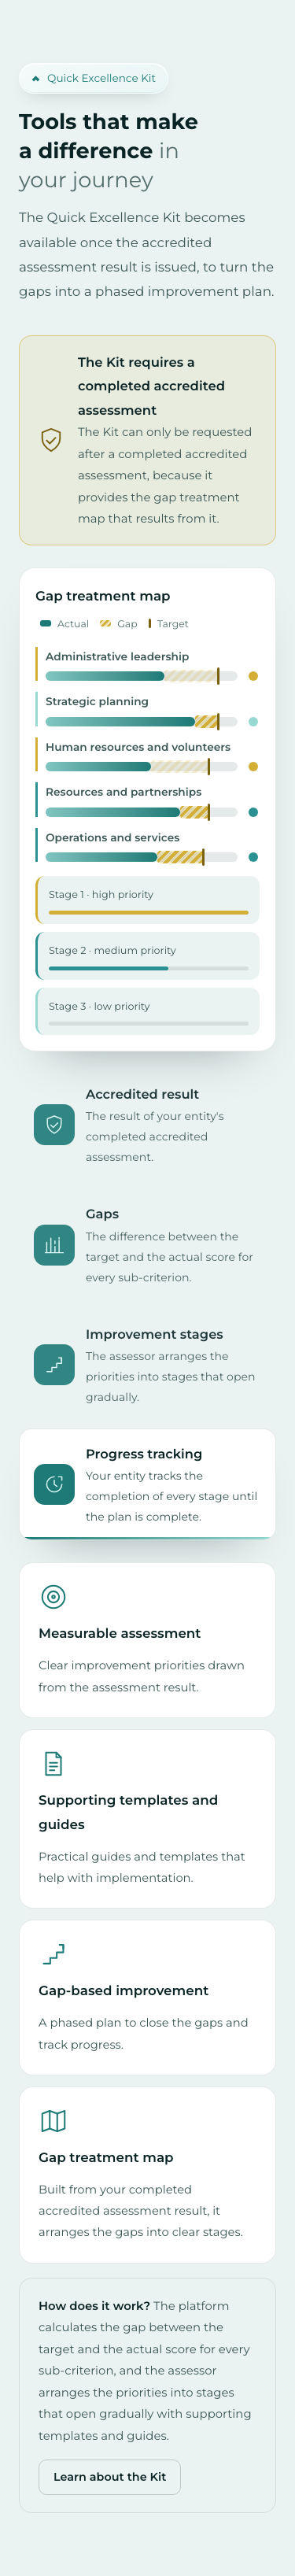 Quick Excellence Kit
Tools that make
a difference in
your journey
The Quick Excellence Kit becomes
available once the accredited
assessment result is issued, to turn the
gaps into a phased improvement plan.
The Kit requires a
completed accredited
assessment
The Kit can only be requested
after a completed accredited
assessment, because it
provides the gap treatment
map that results from it.
Gap treatment map
Actual Gap Target
Administrative leadership
Strategic planning
Human resources and volunteers
Resources and partnerships
Operations and services
Stage 1 · high priority
Stage 2 · medium priority
Stage 3 · low priority
Accredited result
The result of your entity's
completed accredited
assessment.
Gaps
The difference between the
target and the actual score for
every sub-criterion.
Improvement stages
The assessor arranges the
priorities into stages that open
gradually.
Progress tracking
Your entity tracks the
completion of every stage until
the plan is complete.
Measurable assessment
Clear improvement priorities drawn
from the assessment result.
Supporting templates and
guides
Practical guides and templates that
help with implementation.
Gap-based improvement
A phased plan to close the gaps and
track progress.
Gap treatment map
Built from your completed
accredited assessment result, it
arranges the gaps into clear stages.
How does it work? The platform
calculates the gap between the
target and the actual score for every
sub-criterion, and the assessor
arranges the priorities into stages
that open gradually with supporting
templates and guides.
Learn about the Kit